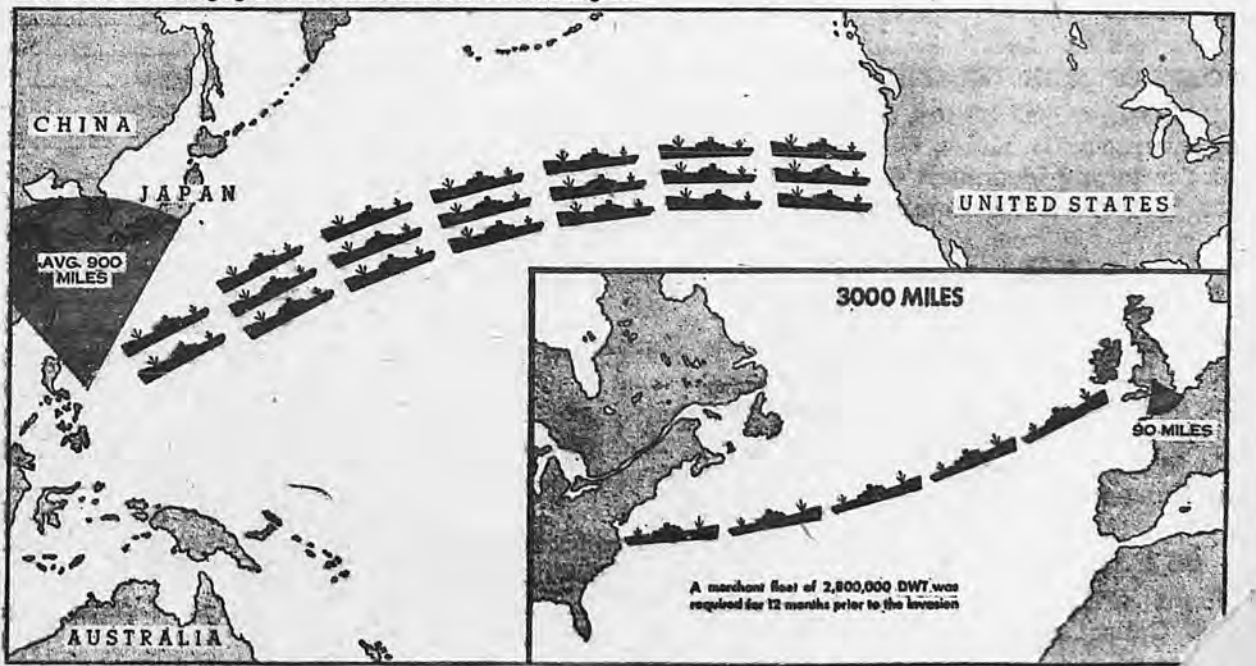 CHINA
JAPAN
AVG. 900
MILES
UNITED STATES
AUSTRALIA
3000 MILES
90 MILES
A merchant fleet of 2,800,000 DWT was
required for 12 months prior to the invasion